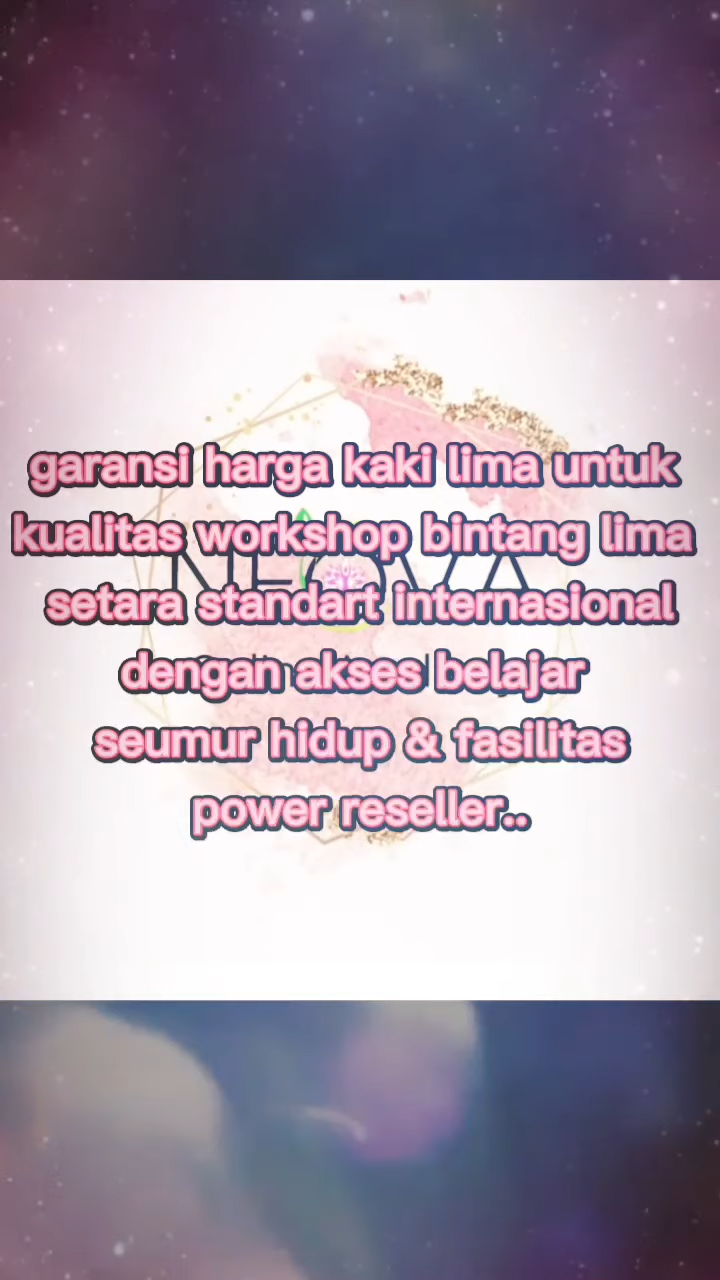 garansi harga kaki lima untuk
kualitas workshop bintang lima
setara standart internasional
dengan akses belajar
seumur hidup & fasilitas
power reseller..